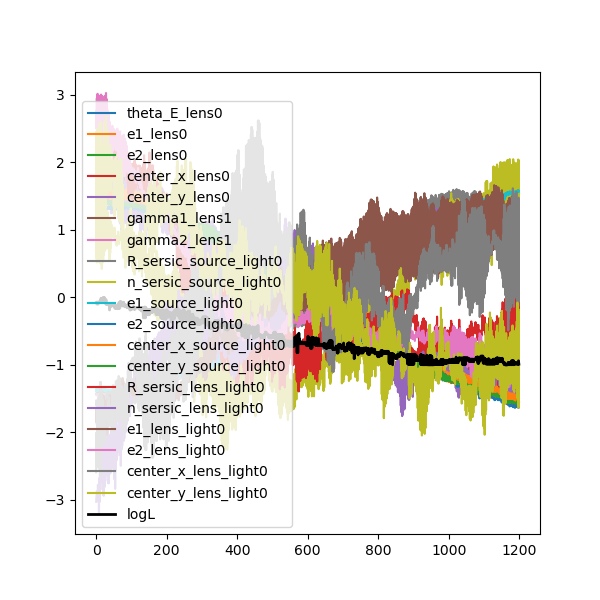 3
2
1
0
−1
−2
−3
theta_E_lens0
e1_lens0
e2_lens0
center_x_lens0
center_y_lens0
gamma1_lens1
gamma2_lens1
R_sersic_source_light0
n_sersic_source_light0
e1_source_light0
e2_source_light0
center_x_source_light0
center_y_source_light0
R_sersic_lens_light0
n_sersic_lens_light0
e1_lens_light0
e2_lens_light0
center_x_lens_light0
center_y_lens_light0
logL
0 200 400 600 800 1000 1200